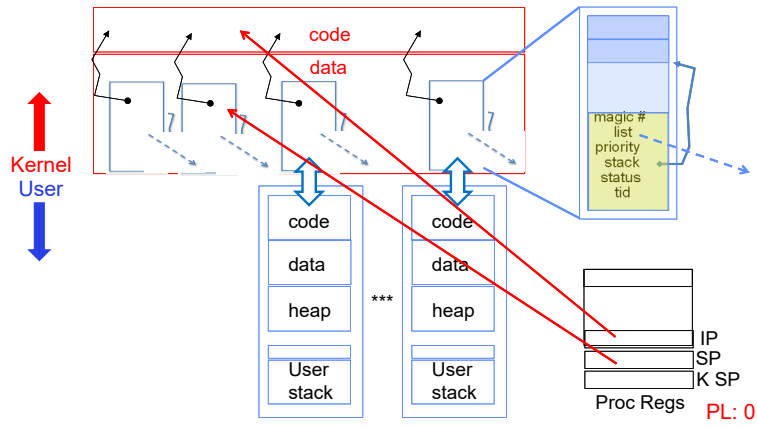 code
data
magic #
list
priority
stack
status
tid
Kernel
User
code
code
data
data
heap
***
heap
User
stack
User
stack
IP
SP
K SP
Proc Regs
PL: 0